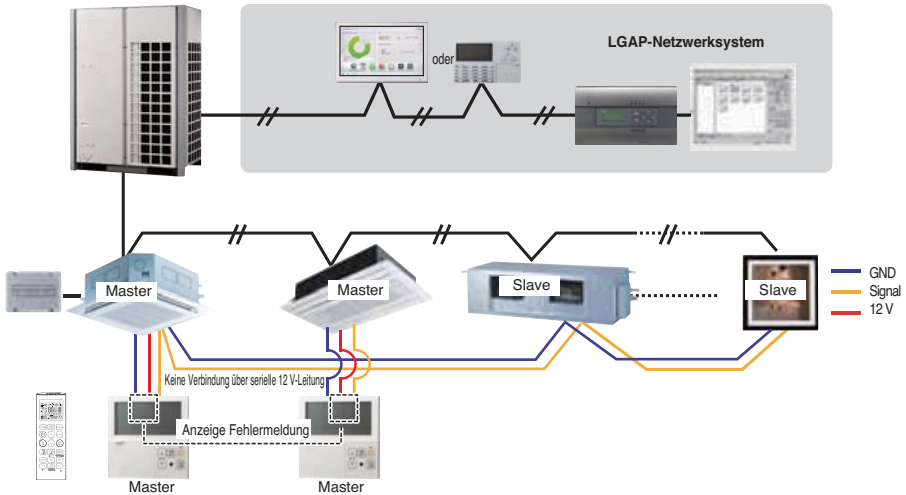 LGAP-Netzwerksystem
oder
Master
Master
Slave
Slave
GND
Signal
12 V
Keine Verbindung über serielle 12 V-Leitung
Anzeige Fehlermeldung
Master
Master